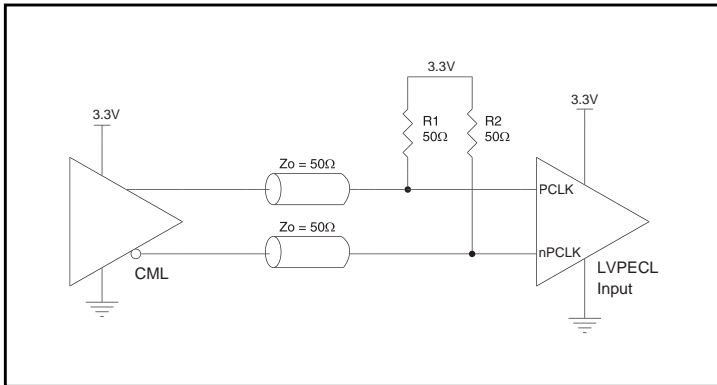 3.3V
3.3V
3.3V
R1
50Ω
R2
50Ω
Zo = 50Ω
PCLK
Zo = 50Ω
nPCLK
CML
LVPECL
Input